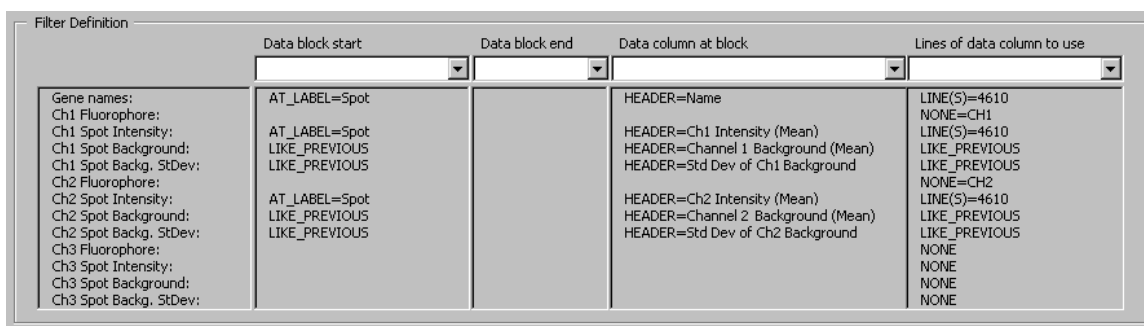 Filter Definition
Data block start Data block end Data column at block Lines of data column to use
Gene names: AT_LABEL=Spot HEADER=Name LINE(S)=4610
Ch1 Fluorophore: NONE=CH1
Ch1 Spot Intensity: AT_LABEL=Spot HEADER=Ch1 Intensity (Mean) LINE(S)=4610
Ch1 Spot Background: LIKE_PREVIOUS HEADER=Channel 1 Background (Mean) LIKE_PREVIOUS
Ch1 Spot Backg. StDev: LIKE_PREVIOUS HEADER=Std Dev of Ch1 Background LIKE_PREVIOUS
Ch2 Fluorophore: NONE=CH2
Ch2 Spot Intensity: AT_LABEL=Spot HEADER=Ch2 Intensity (Mean) LINE(S)=4610
Ch2 Spot Background: LIKE_PREVIOUS HEADER=Channel 2 Background (Mean) LIKE_PREVIOUS
Ch2 Spot Backg. StDev: LIKE_PREVIOUS HEADER=Std Dev of Ch2 Background LIKE_PREVIOUS
Ch3 Fluorophore: NONE
Ch3 Spot Intensity: NONE
Ch3 Spot Background: NONE
Ch3 Spot Backg. StDev: NONE